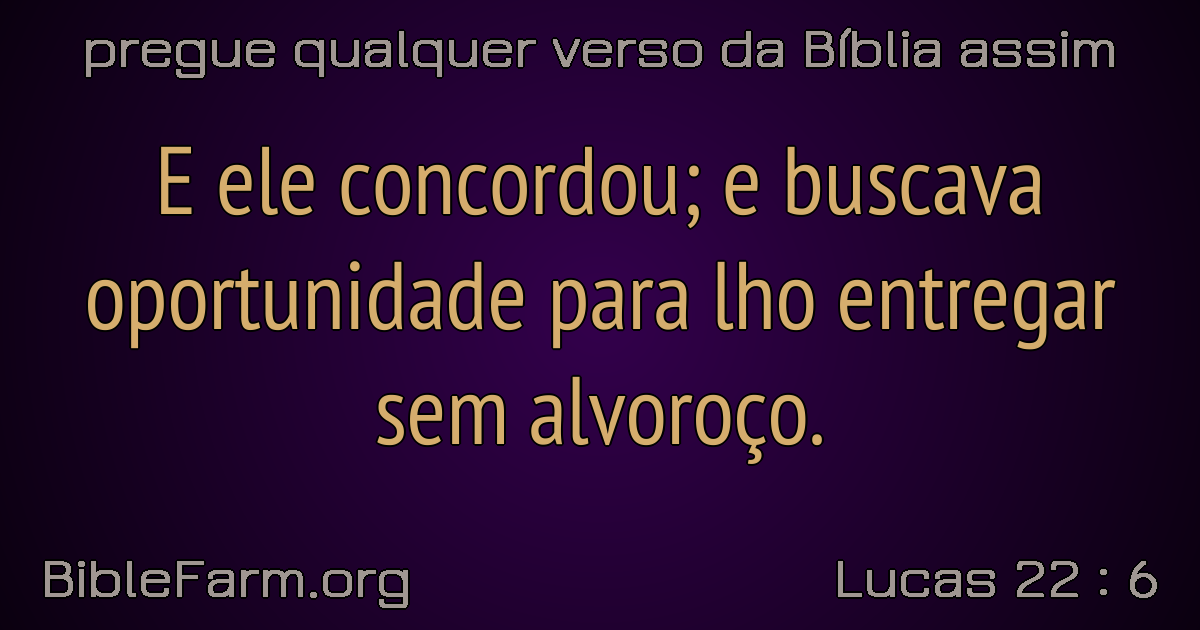 pregue qualquer verso da Bíblia assim
E ele concordou; e buscava
oportunidade para lho entregar
sem alvoroço.
BibleFarm.org
Lucas 22 : 6